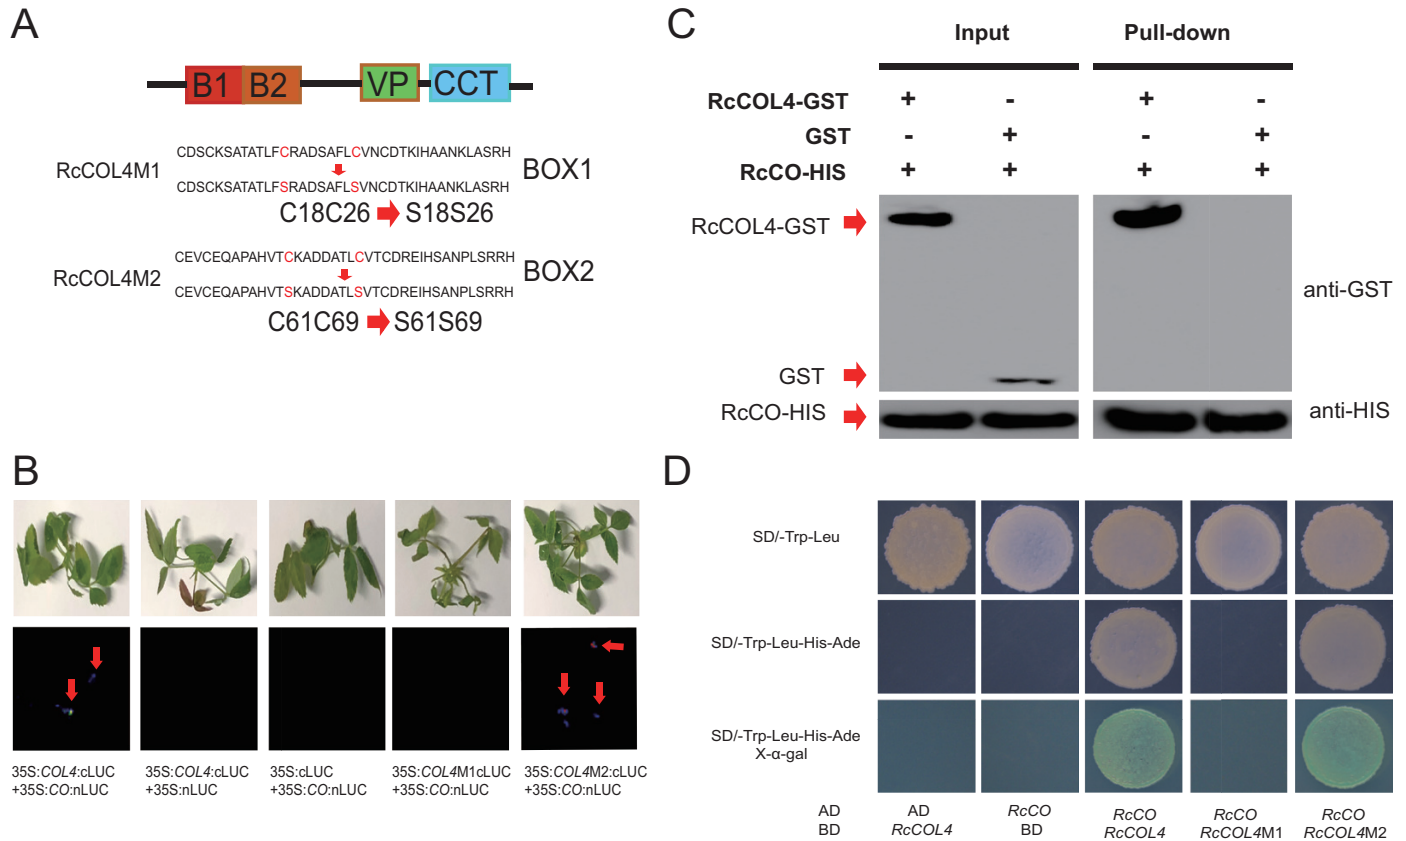 A
B1 B2 VP CCT
RcCOL4M1
CDSCKSATATLFCRADSAFLCVNCDTKIHAANKLASRH
CDSCKSATATLFSRADSAFLSVNCDTKIHAANKLASRH
BOX1
C18C26 S18S26
RcCOL4M2
CEVCEQAPAHVTCKADDATLCVTCDREIHSANPLSRRH
CEVCEQAPAHVTSKADDATLSVTCDREIHSANPLSRRH
BOX2
C61C69 S61S69
B
35S:COL4:cLUC
+35S:CO:nLUC
35S:COL4:cLUC
+35S:nLUC
35S:cLUC
+35S:CO:nLUC
35S:COL4M1cLUC
+35S:CO:nLUC
35S:COL4M2:cLUC
+35S:CO:nLUC
C
Input Pull-down
RcCOL4-GST + - + -
GST - + - +
RcCO-HIS + + + +
RcCOL4-GST
GST
anti-GST
RcCO-HIS
anti-HIS
D
SD/-Trp-Leu
SD/-Trp-Leu-His-Ade
SD/-Trp-Leu-His-Ade
X-α-gal
AD AD RcCO RcCO RcCO RcCO
BD RcCOL4 BD RcCOL4 RcCOL4M1 RcCOL4M2